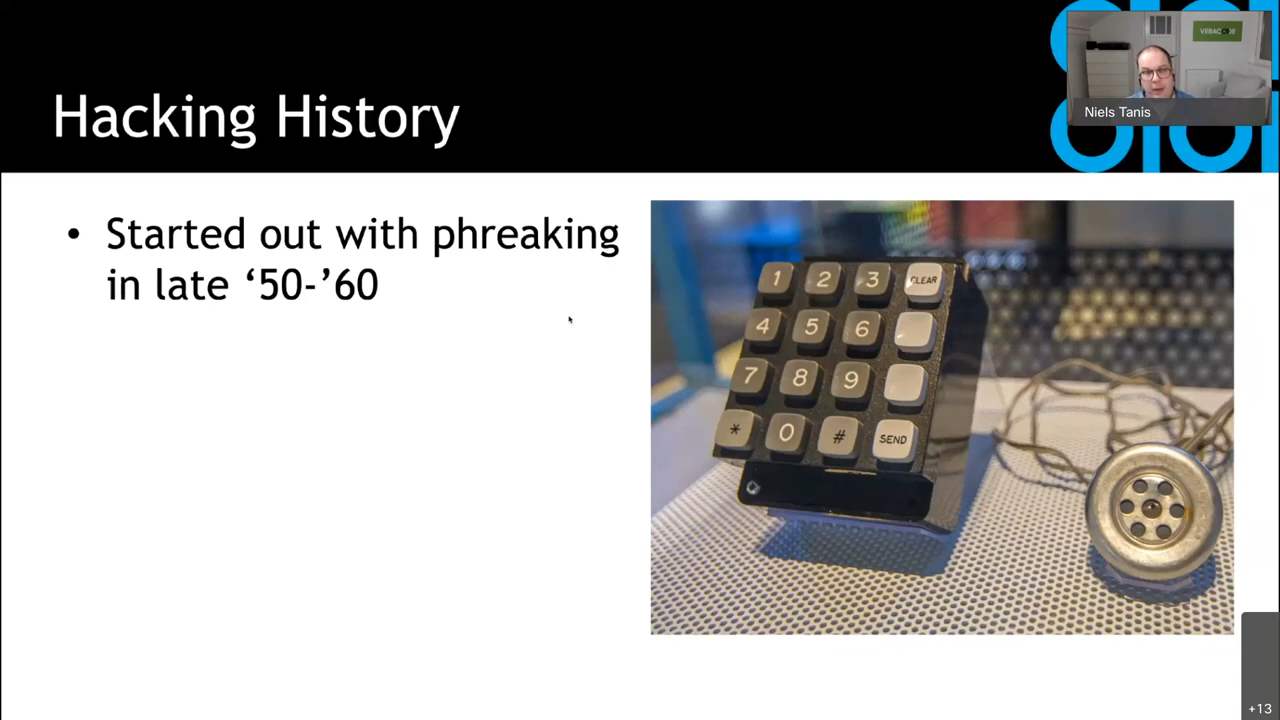 Hacking History
VERACODE
Niels Tanis
• Started out with phreaking
in late ‘50-’60
1 2 3 CLEAR
4 5 6
7 8 9
* 0 # SEND
+13